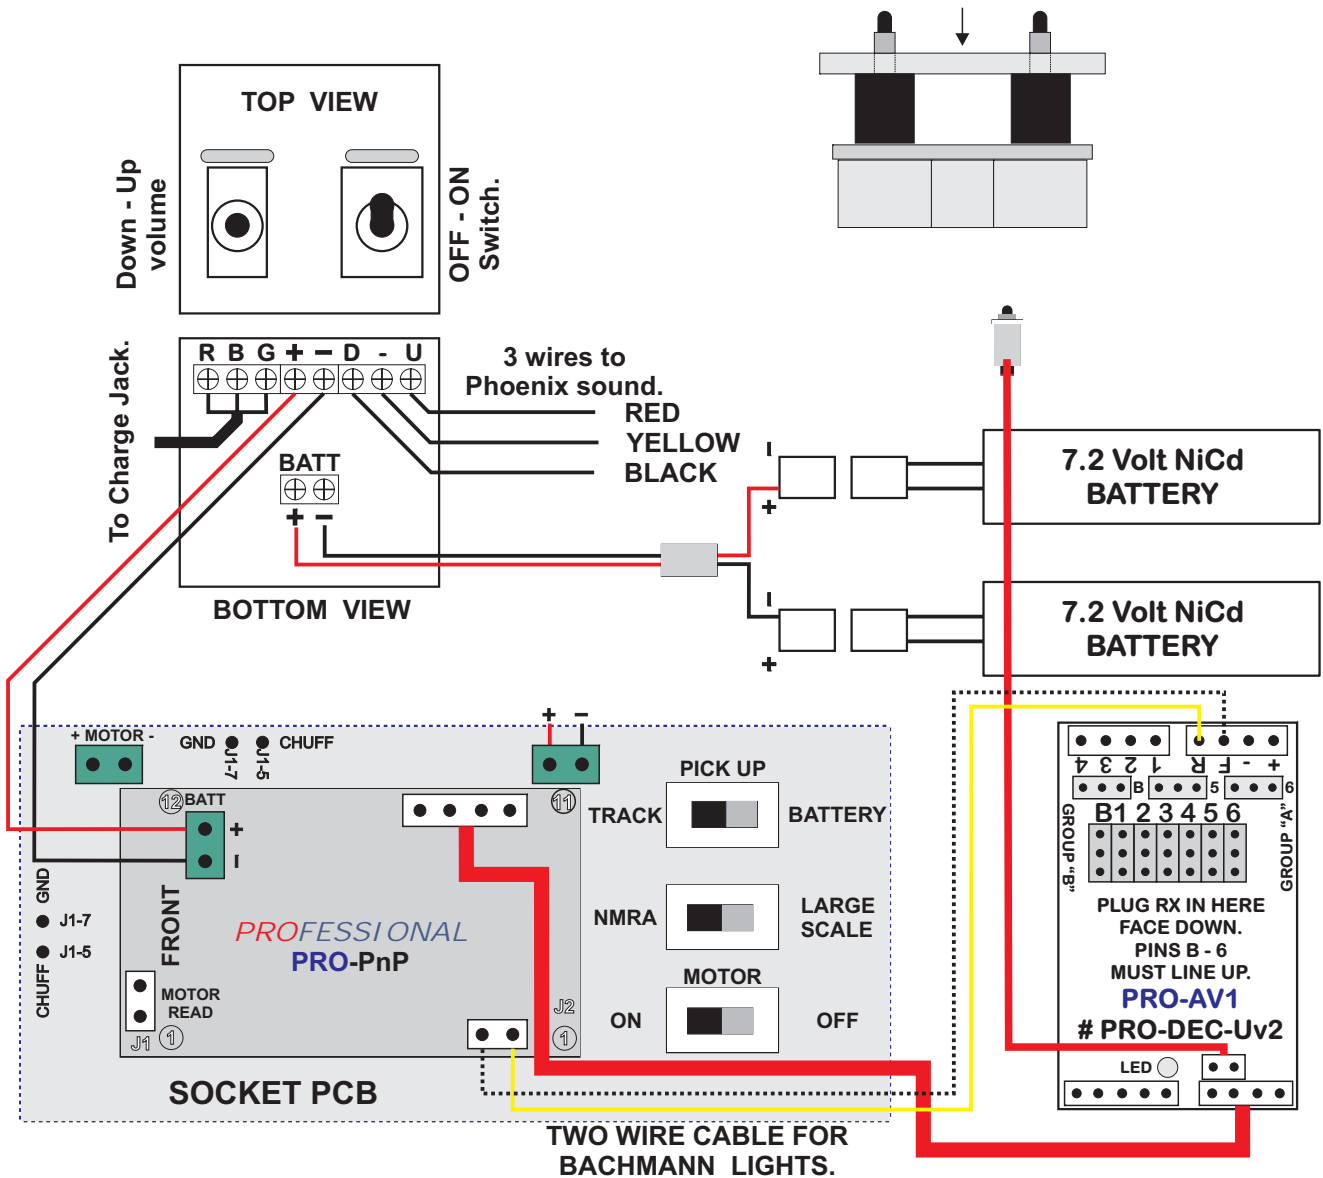 TOP VIEW
Down - Up
volume
OFF - ON
Switch.
To Charge Jack.
R B G + − D - U
3 wires to
Phoenix sound.
RED
YELLOW
BLACK
BATT
+ −
BOTTOM VIEW
−
+
7.2 Volt NiCd
BATTERY
−
+
7.2 Volt NiCd
BATTERY
+ MOTOR -
GND J1-7 J1-5 CHUFF
+ −
12 BATT
+
−
11
PICK UP
TRACK BATTERY
NMRA LARGE
SCALE
MOTOR
ON OFF
GND
J1-7
J1-5
CHUFF
FRONT
PROFESSIONAL
PRO-PnP
MOTOR
READ
J1 1
J2
1
SOCKET PCB
TWO WIRE CABLE FOR
BACHMANN LIGHTS.
4 3 2 1 R F - +
B 5 6
GROUP "B"
B1 2 3 4 5 6
GROUP "A"
PLUG RX IN HERE
FACE DOWN.
PINS B - 6
MUST LINE UP.
PRO-AV1
# PRO-DEC-Uv2
LED